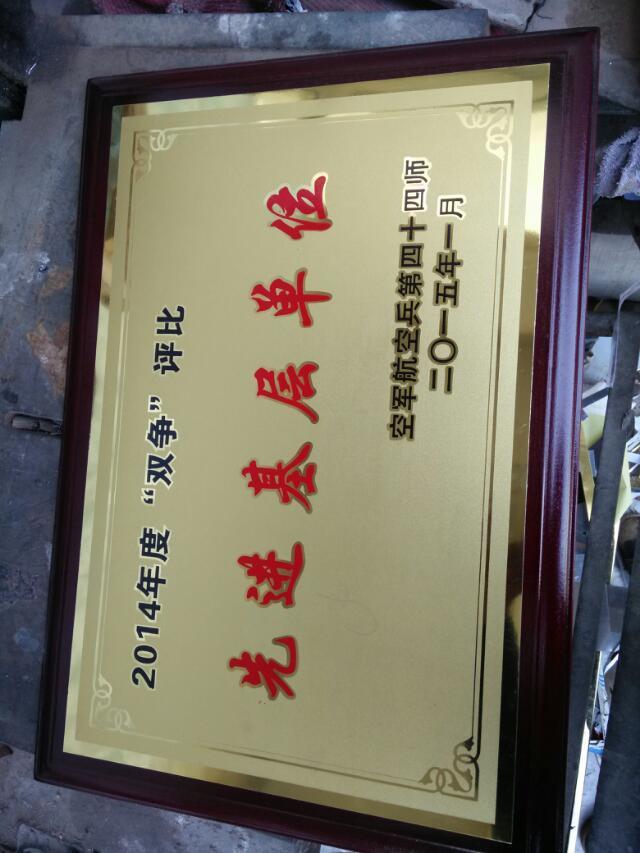 2014年度“双争”评比
先进基层单位
空军航空兵第四十四师
二〇一五年一月